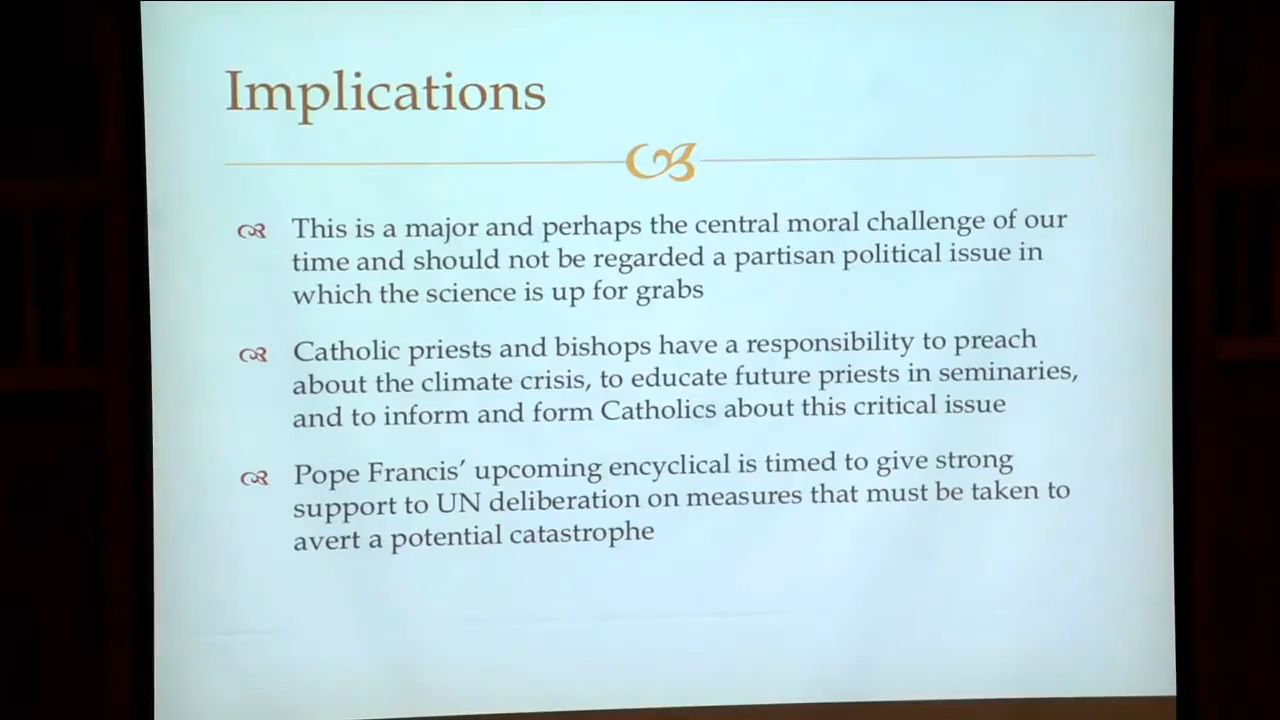 Implications
This is a major and perhaps the central moral challenge of our
time and should not be regarded a partisan political issue in
which the science is up for grabs
Catholic priests and bishops have a responsibility to preach
about the climate crisis, to educate future priests in seminaries,
and to inform and form Catholics about this critical issue
Pope Francis’ upcoming encyclical is timed to give strong
support to UN deliberation on measures that must be taken to
avert a potential catastrophe